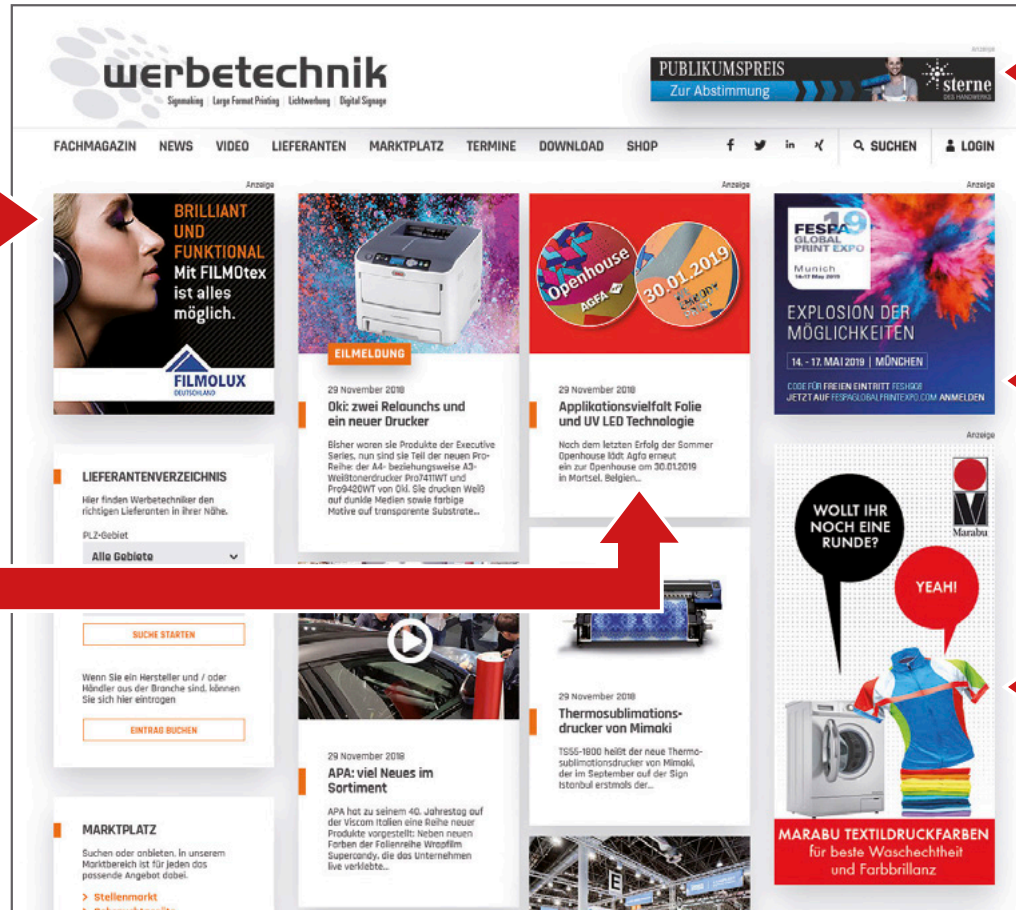 werbetechnik
Signmaking | Large Format Printing | Lichtwerbung | Digital Signage
Anzeige
PUBLIKUMSPREIS
Zur Abstimmung
sterne
DES HANDWERKS
FACHMAGAZIN NEWS VIDEO LIEFERANTEN MARKTPLATZ TERMINE DOWNLOAD SHOP SUCHEN LOGIN
Anzeige
BRILLIANT
UND
FUNKTIONAL
Mit FILMOtex
ist alles
möglich.
FILMOLUX
DEUTSCHLAND
LIEFERANTENVERZEICHNIS
Hier finden Werbetechniker den
richtigen Lieferanten in ihrer Nähe.
PLZ-Gebiet
Alle Gebiete
SUCHE STARTEN
Wenn Sie ein Hersteller und / oder
Händler aus der Branche sind, können
Sie sich hier eintragen
EINTRAG BUCHEN
MARKTPLATZ
Suchen oder anbieten, in unserem
Marktbereich ist für jeden das
passende Angebot dabei.
> Stellenmarkt
EILMELDUNG
29 November 2018
Oki: zwei Relaunchs und
ein neuer Drucker
Bisher waren sie Produkte der Executive
Series, nun sind sie Teil der neuen Pro-
Reihe: der A4- beziehungsweise A3-
Weißtonerdrucker Pro7411WT und
Pro9420WT von Oki. Sie drucken Weiß
auf dunkle Medien sowie farbige
Motive auf transparente Substrate...
29 November 2018
APA: viel Neues im
Sortiment
APA hat zu seinem 40. Jahrestag auf
der Viscom Italien eine Reihe neuer
Produkte vorgestellt: Neben neuen
Farben der Folienreihe Wrapfilm
Supercandy, die das Unternehmen
live verklebte...
Anzeige
Openhouse
AGFA
30.01.2019
29 November 2018
Applikationsvielfalt Folie
und UV LED Technologie
Nach dem letzten Erfolg der Sommer
Openhouse lädt Agfa erneut
ein zur Openhouse am 30.01.2019
in Mortsel, Belgien...
29 November 2018
Thermosublimations-
drucker von Mimaki
TS55-1800 heißt der neue Thermo-
sublimationsdrucker von Mimaki,
der im September auf der Sign
Istanbul erstmals der...
E
Anzeige
FESPA 19
GLOBAL
PRINT EXPO
Munich
14-17 May 2019
EXPLOSION DER
MÖGLICHKEITEN
14. - 17. MAI 2019 | MÜNCHEN
CODE FÜR FREIEN EINTRITT FESH908
JETZT AUF FESPAGLOBALPRINTEXPO.COM ANMELDEN
Anzeige
Marabu
WOLLT IHR
NOCH EINE
RUNDE?
YEAH!
MARABU TEXTILDRUCKFARBEN
für beste Waschechtheit
und Farbbrillanz